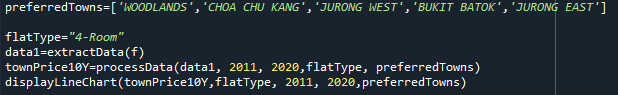 preferredTowns=['WOODLANDS','CHOA CHU KANG','JURONG WEST','BUKIT BATOK','JURONG EAST']
flatType="4-Room"
data1=extractData(f)
townPrice10Y=processData(data1, 2011, 2020,flatType, preferredTowns)
displayLineChart(townPrice10Y,flatType, 2011, 2020,preferredTowns)